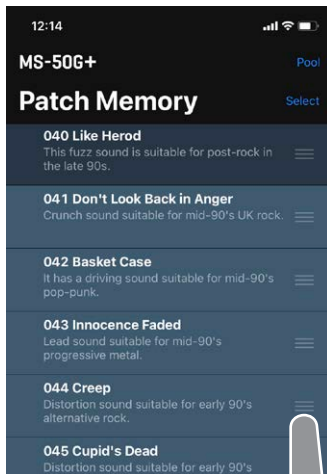 12:14
MS-50G+
Pool
Patch Memory
Select
040 Like Herod
This fuzz sound is suitable for post-rock in
the late 90s.
041 Don't Look Back in Anger
Crunch sound suitable for mid-90's UK rock.
042 Basket Case
It has a driving sound suitable for mid-90's
pop-punk.
043 Innocence Faded
Lead sound suitable for mid-90's
progressive metal.
044 Creep
Distortion sound suitable for early 90's
alternative rock.
045 Cupid's Dead
Distortion sound suitable for early 90's